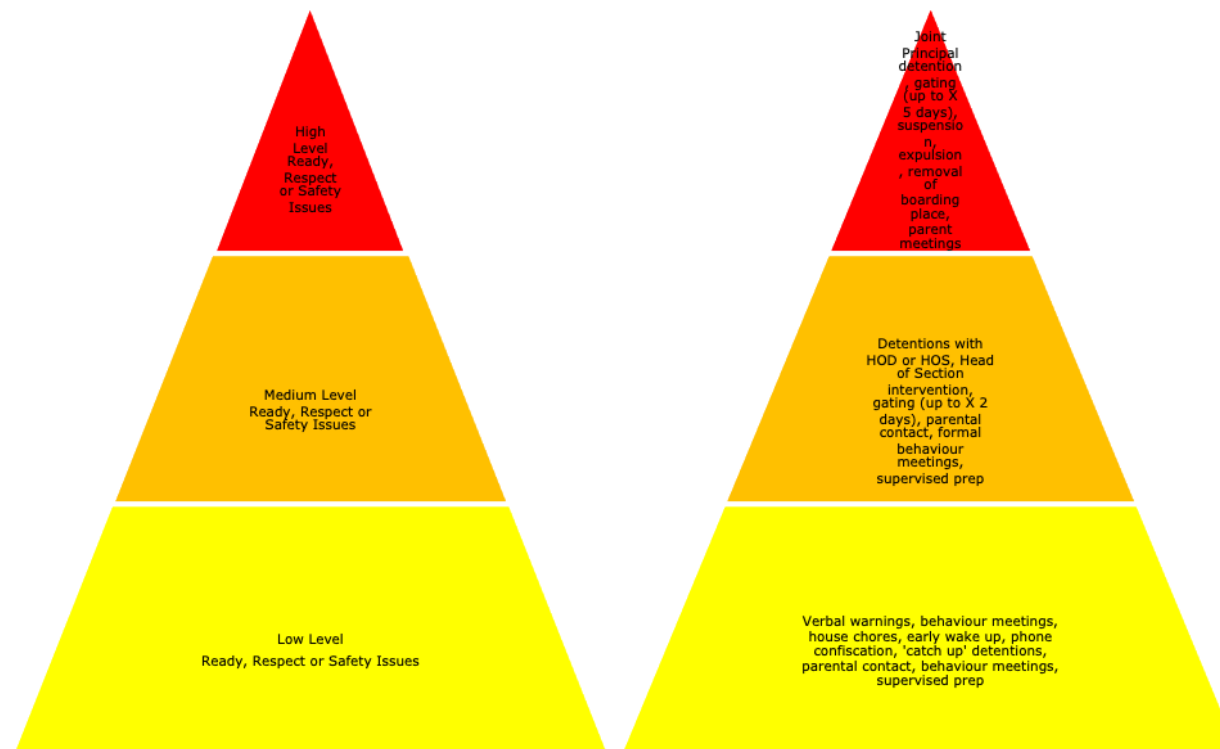 High
Level
Ready,
Respect
or Safety
Issues
Medium Level
Ready, Respect or
Safety Issues
Low Level
Ready, Respect or Safety Issues
Joint
Principal
detention
, gating
(up to X
5 days),
suspensio
n,
expulsion
, removal
of
boarding
place,
parent
meetings
Detentions with
HOD or HOS, Head
of Section
intervention,
gating (up to X 2
days), parental
contact, formal
behaviour
meetings,
supervised prep
Verbal warnings, behaviour meetings,
house chores, early wake up, phone
confiscation, 'catch up' detentions,
parental contact, behaviour meetings,
supervised prep